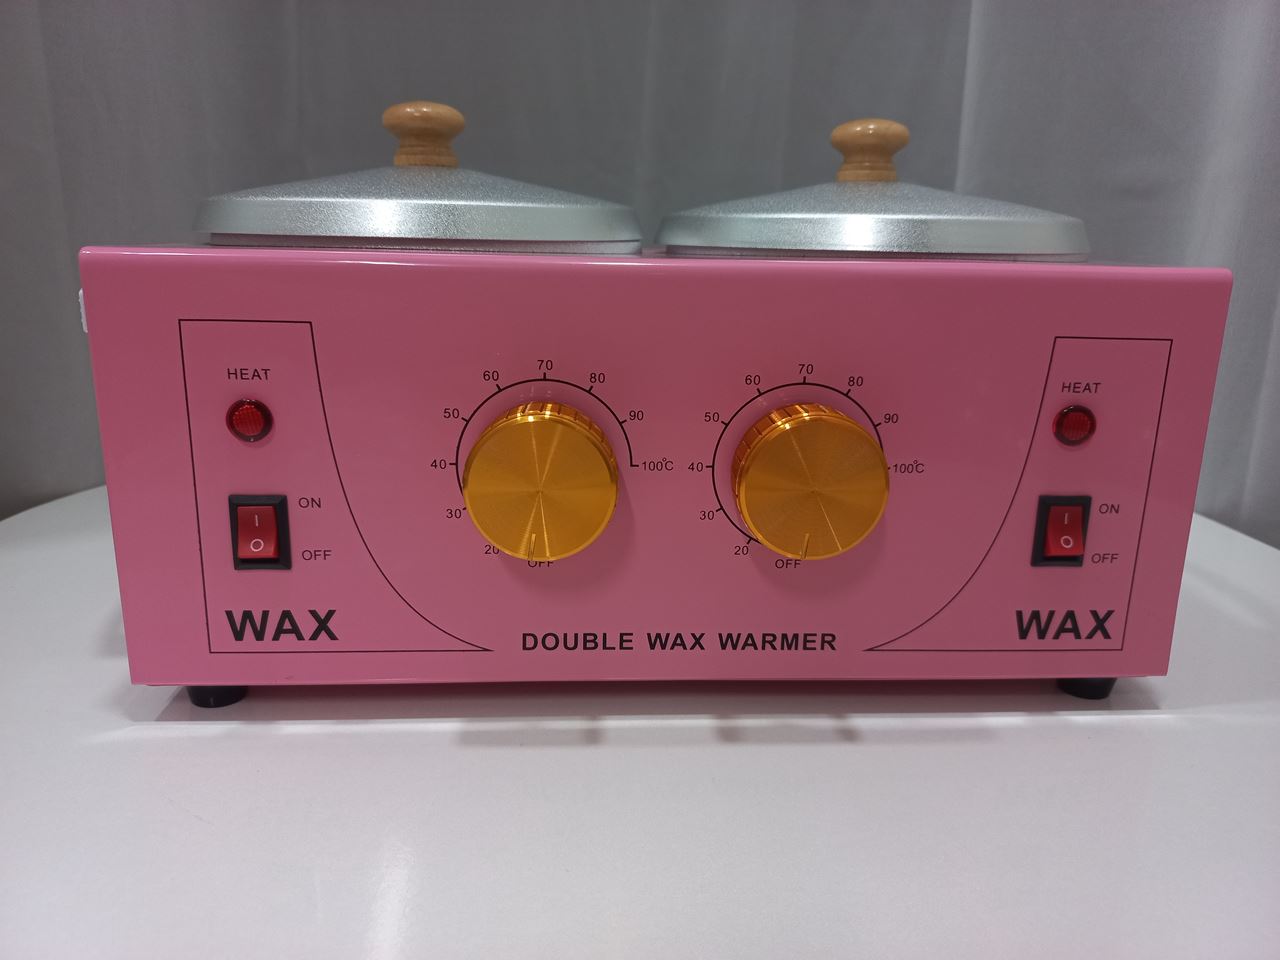 HEAT
ON
I
O
OFF
WAX
OFF
20
30
40
50
60
70
80
90
100°C
OFF
20
30
40
50
60
70
80
90
100°C
HEAT
ON
I
O
OFF
WAX
DOUBLE WAX WARMER